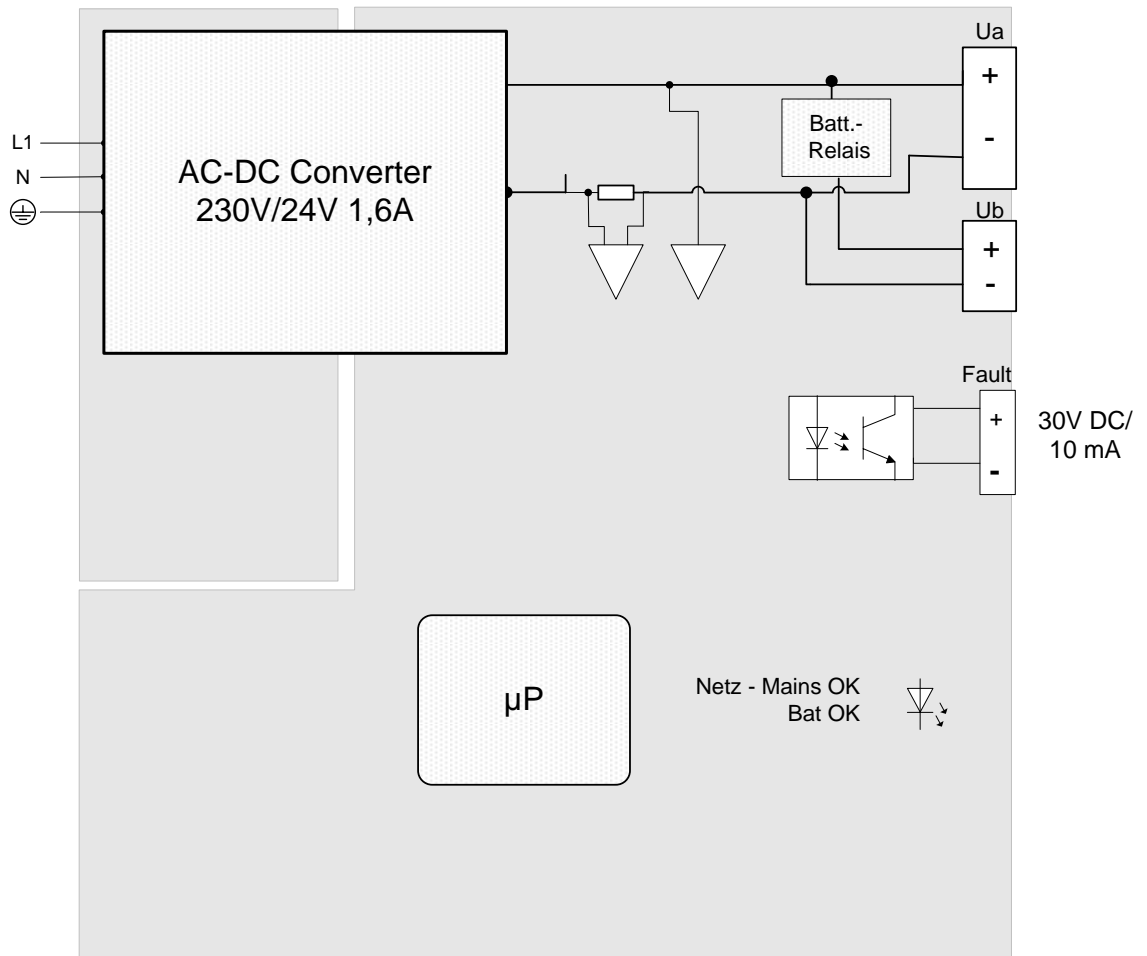 Ua
+
-
Batt.-
Relais
L1
N
AC-DC Converter
230V/24V 1,6A
Ub
+
-
Fault
+
-
30V DC/
10 mA
µP
Netz - Mains OK
Bat OK